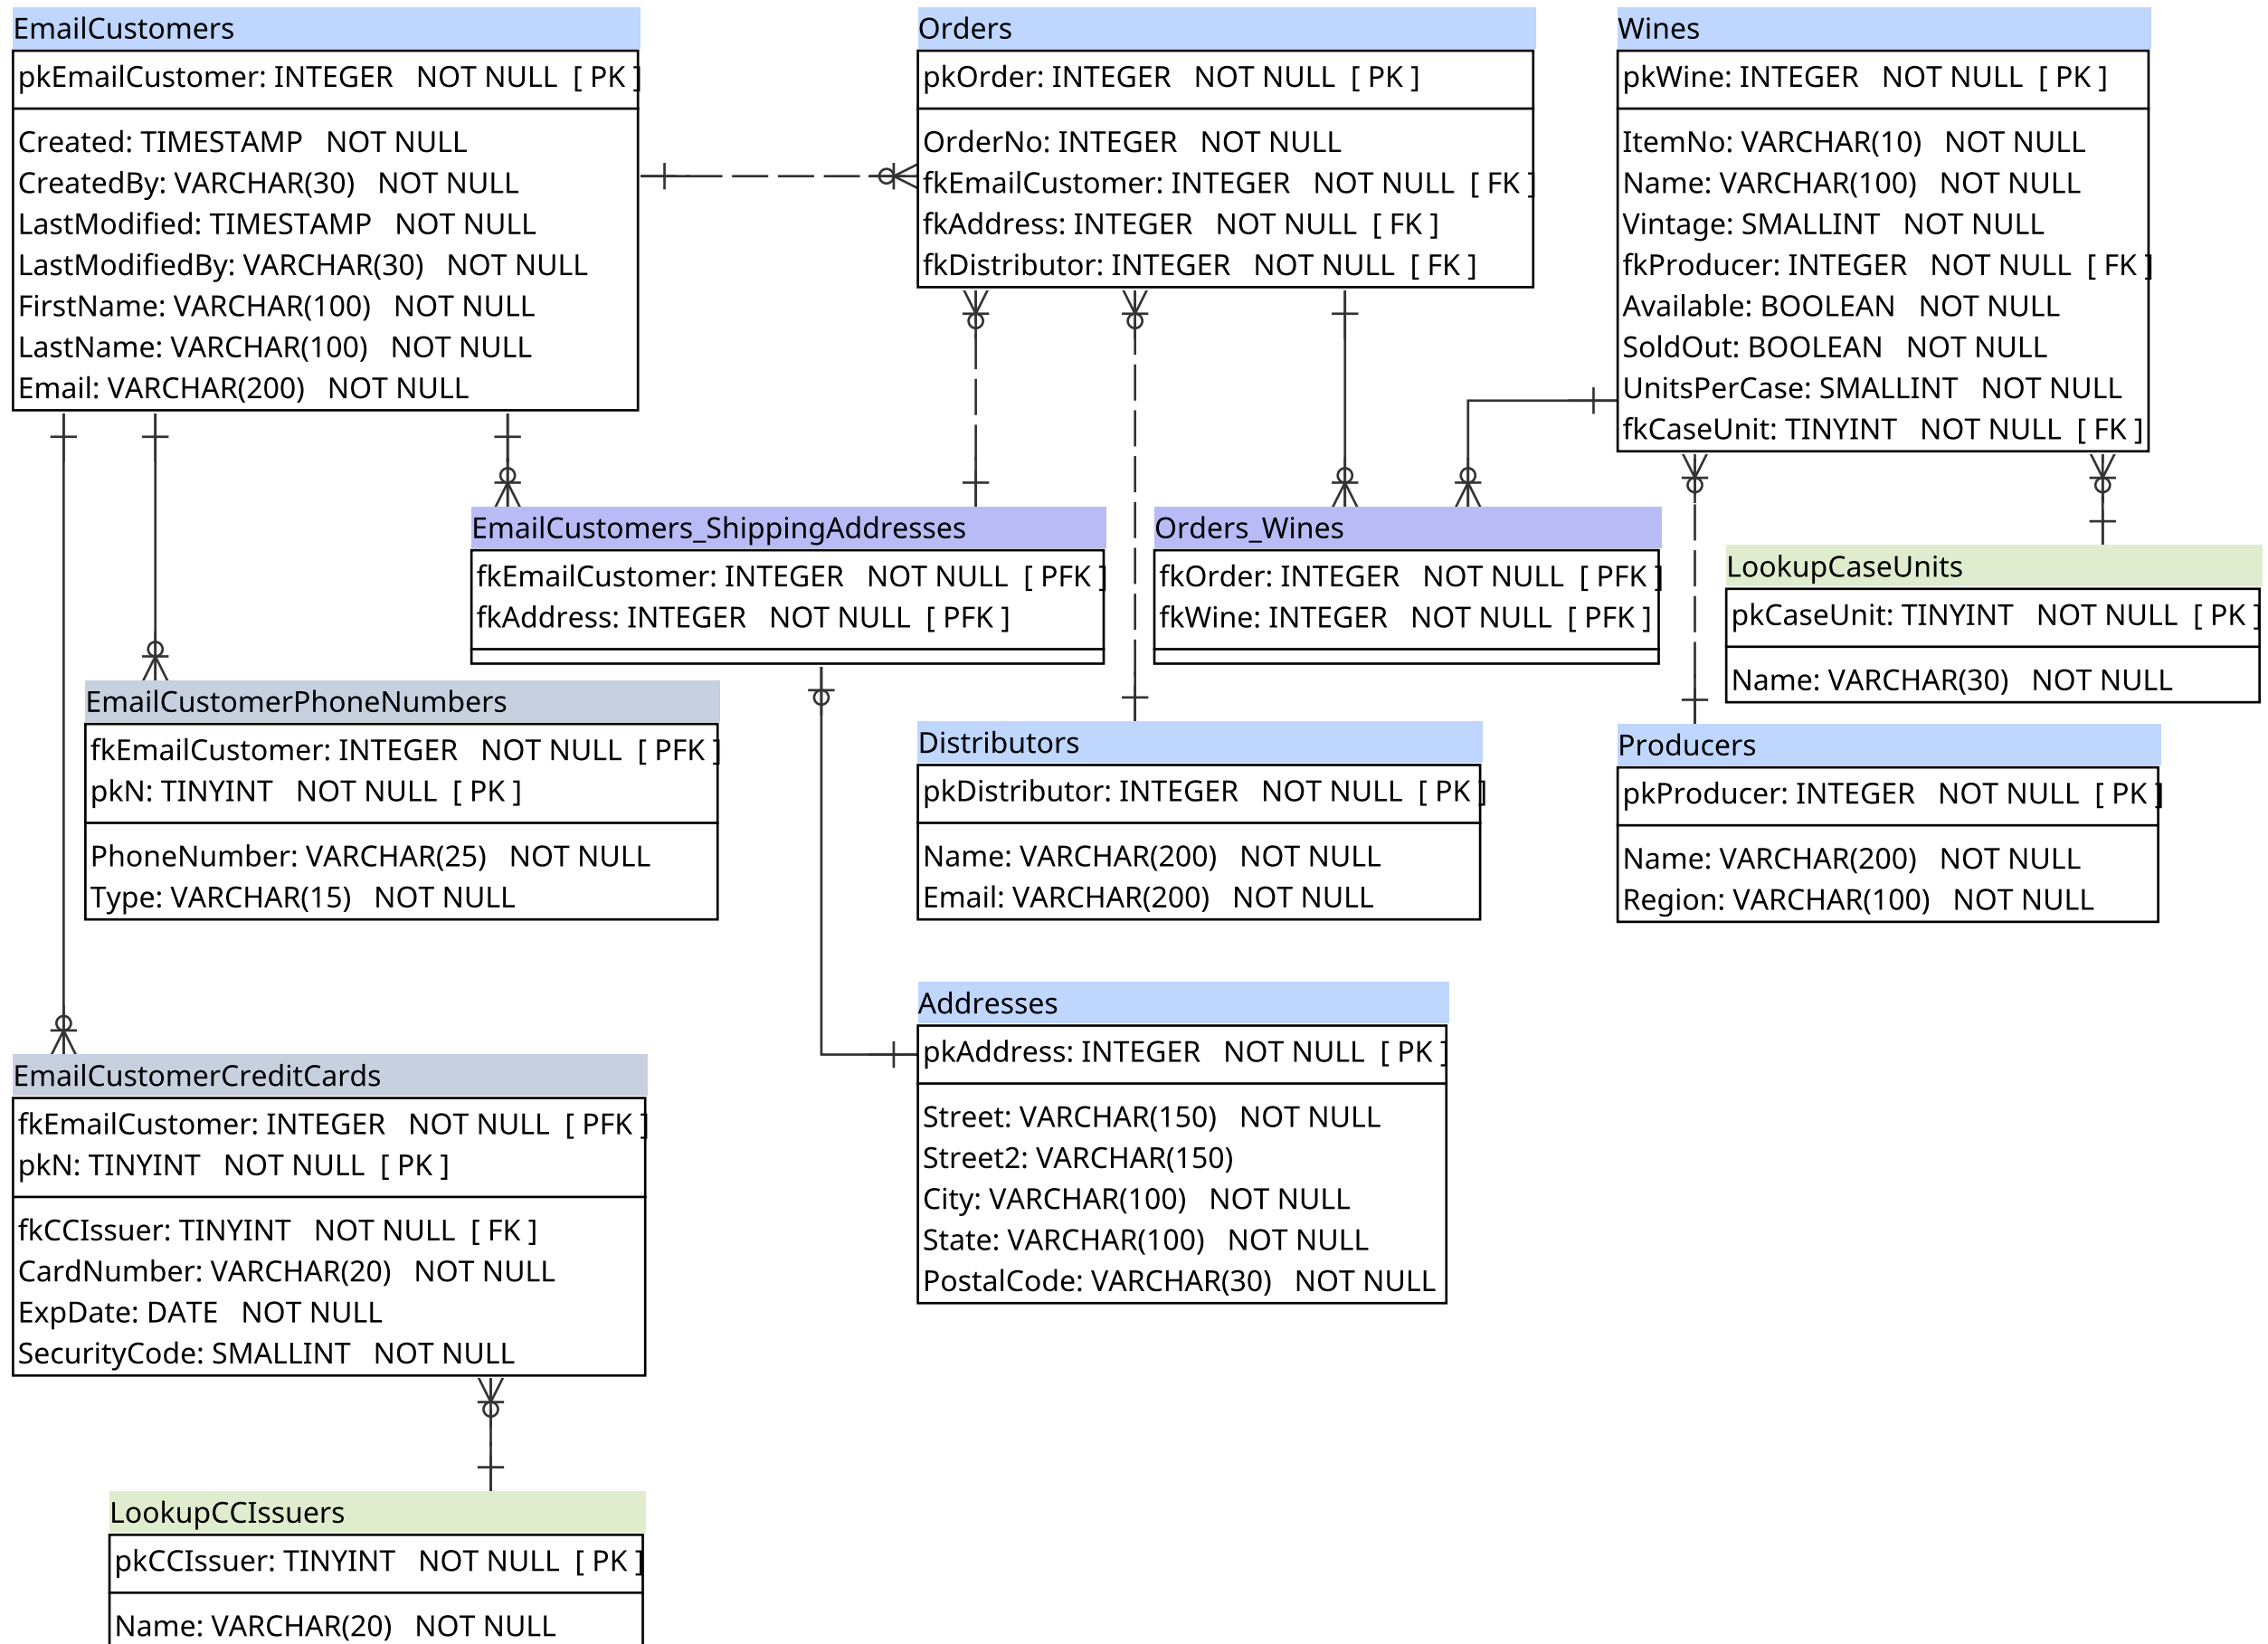 EmailCustomers
pkEmailCustomer: INTEGER   NOT NULL  [ PK ]
Created: TIMESTAMP   NOT NULL
CreatedBy: VARCHAR(30)   NOT NULL
LastModified: TIMESTAMP   NOT NULL
LastModifiedBy: VARCHAR(30)   NOT NULL
FirstName: VARCHAR(100)   NOT NULL
LastName: VARCHAR(100)   NOT NULL
Email: VARCHAR(200)   NOT NULL
Orders
pkOrder: INTEGER   NOT NULL  [ PK ]
OrderNo: INTEGER   NOT NULL
fkEmailCustomer: INTEGER   NOT NULL  [ FK ]
fkAddress: INTEGER   NOT NULL  [ FK ]
fkDistributor: INTEGER   NOT NULL  [ FK ]
Wines
pkWine: INTEGER   NOT NULL  [ PK ]
ItemNo: VARCHAR(10)   NOT NULL
Name: VARCHAR(100)   NOT NULL
Vintage: SMALLINT   NOT NULL
fkProducer: INTEGER   NOT NULL  [ FK ]
Available: BOOLEAN   NOT NULL
SoldOut: BOOLEAN   NOT NULL
UnitsPerCase: SMALLINT   NOT NULL
fkCaseUnit: TINYINT   NOT NULL  [ FK ]
EmailCustomers_ShippingAddresses
fkEmailCustomer: INTEGER   NOT NULL  [ PFK ]
fkAddress: INTEGER   NOT NULL  [ PFK ]
Orders_Wines
fkOrder: INTEGER   NOT NULL  [ PFK ]
fkWine: INTEGER   NOT NULL  [ PFK ]
LookupCaseUnits
pkCaseUnit: TINYINT   NOT NULL  [ PK ]
Name: VARCHAR(30)   NOT NULL
EmailCustomerPhoneNumbers
fkEmailCustomer: INTEGER   NOT NULL  [ PFK ]
pkN: TINYINT   NOT NULL  [ PK ]
PhoneNumber: VARCHAR(25)   NOT NULL
Type: VARCHAR(15)   NOT NULL
Distributors
pkDistributor: INTEGER   NOT NULL  [ PK ]
Name: VARCHAR(200)   NOT NULL
Email: VARCHAR(200)   NOT NULL
Producers
pkProducer: INTEGER   NOT NULL  [ PK ]
Name: VARCHAR(200)   NOT NULL
Region: VARCHAR(100)   NOT NULL
Addresses
pkAddress: INTEGER   NOT NULL  [ PK ]
Street: VARCHAR(150)   NOT NULL
Street2: VARCHAR(150)
City: VARCHAR(100)   NOT NULL
State: VARCHAR(100)   NOT NULL
PostalCode: VARCHAR(30)   NOT NULL
EmailCustomerCreditCards
fkEmailCustomer: INTEGER   NOT NULL  [ PFK ]
pkN: TINYINT   NOT NULL  [ PK ]
fkCCIssuer: TINYINT   NOT NULL  [ FK ]
CardNumber: VARCHAR(20)   NOT NULL
ExpDate: DATE   NOT NULL
SecurityCode: SMALLINT   NOT NULL
LookupCCIssuers
pkCCIssuer: TINYINT   NOT NULL  [ PK ]
Name: VARCHAR(20)   NOT NULL